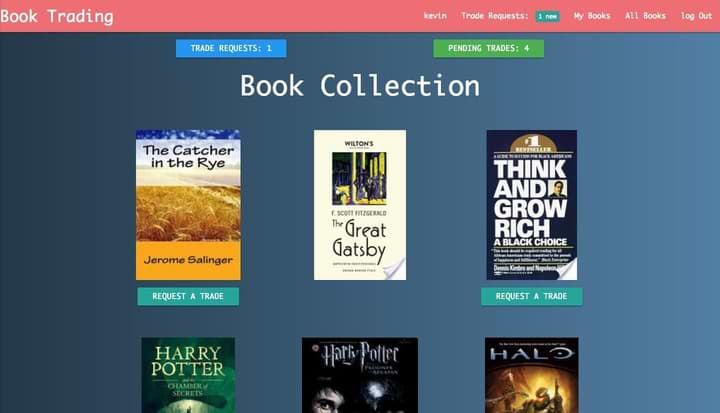 Book Trading
kevin
Trade Requests: 1 new
My Books
All Books
log Out
TRADE REQUESTS: 1
PENDING TRADES: 4
Book Collection
The Catcher
in the Rye
Jerome Salinger
REQUEST A TRADE
WILTON'S
F. SCOTT FITZGERALD
The Great
Gatsby
#1
BESTSELLER
A GUIDE TO SUCCESS FOR BLACK AMERICANS
THINK
AND
GROW
RICH
A BLACK CHOICE
Dennis Kimbro and Napoleon
REQUEST A TRADE
HARRY
POTTER
and the
CHAMBER of
SECRETS
Harry Potter
PRISONER
AZKABAN
HALO